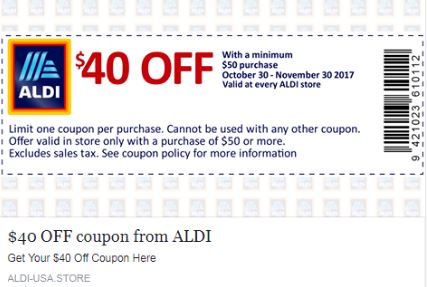 $40 OFF
With a minimum
$50 purchase
October 30 - November 30 2017
Valid at every ALDI store
ALDI
Limit one coupon per purchase. Cannot be used with any other coupon.
Offer valid in store only with a purchase of $50 or more.
Excludes sales tax. See coupon policy for more information
9 421023 610112
$40 OFF coupon from ALDI
Get Your $40 Off Coupon Here
ALDI-USA.STORE